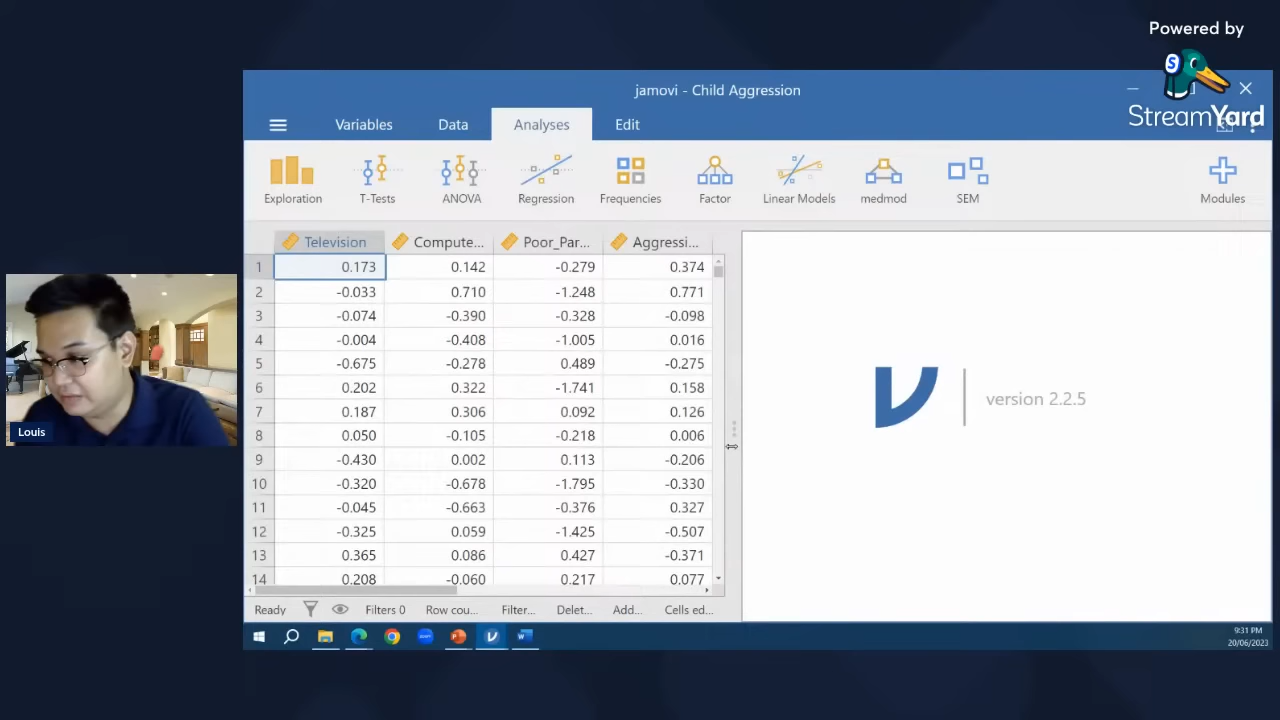 Powered by
StreamYard
jamovi - Child Aggression
Variables Data Analyses Edit
Exploration T-Tests ANOVA Regression Frequencies Factor Linear Models medmod SEM Modules
Television Compute... Poor_Par... Aggressi...
1 0.173 0.142 -0.279 0.374
2 -0.033 0.710 -1.248 0.771
3 -0.074 -0.390 -0.328 -0.098
4 -0.004 -0.408 -1.005 0.016
5 -0.675 -0.278 0.489 -0.275
6 0.202 0.322 -1.741 0.158
7 0.187 0.306 0.092 0.126
8 0.050 -0.105 -0.218 0.006
9 -0.430 0.002 0.113 -0.206
10 -0.320 -0.678 -1.795 -0.330
11 -0.045 -0.663 -0.376 0.327
12 -0.325 0.059 -1.425 -0.507
13 0.365 0.086 0.427 -0.371
14 0.208 -0.060 0.217 0.077
version 2.2.5
Louis
Ready Filters 0 Row cou... Filter... Delet... Add... Cells ed...
zoom
9:31 PM
20/06/2023